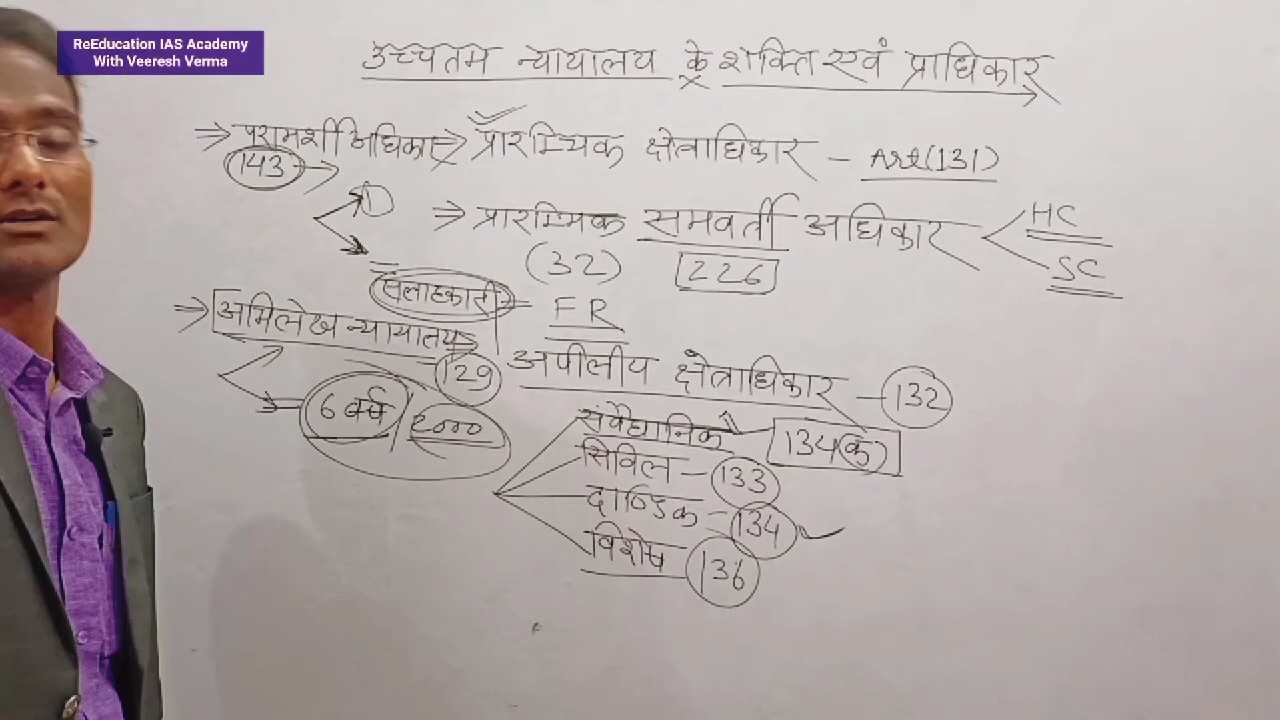 ReEducation IAS Academy
With Veeresh Verma
उच्चतम न्यायालय के शक्ति एवं प्राधिकार
⇒ परामर्शी अधिकार
143 →
1
=
सलाहकारी
⇒ प्रारम्भिक क्षेत्राधिकार – Art(131)
⇒ प्रारम्भिक समवर्ती अधिकार
HC
SC
(32)
226
FR
⇒ अभिलेख न्यायालय
129
6 वर्ष / 2000
⇒ अपीलीय क्षेत्राधिकार – 132
संवैधानिक
134(क)
सिविल – 133
दाण्डिक – 134
विशेष 136